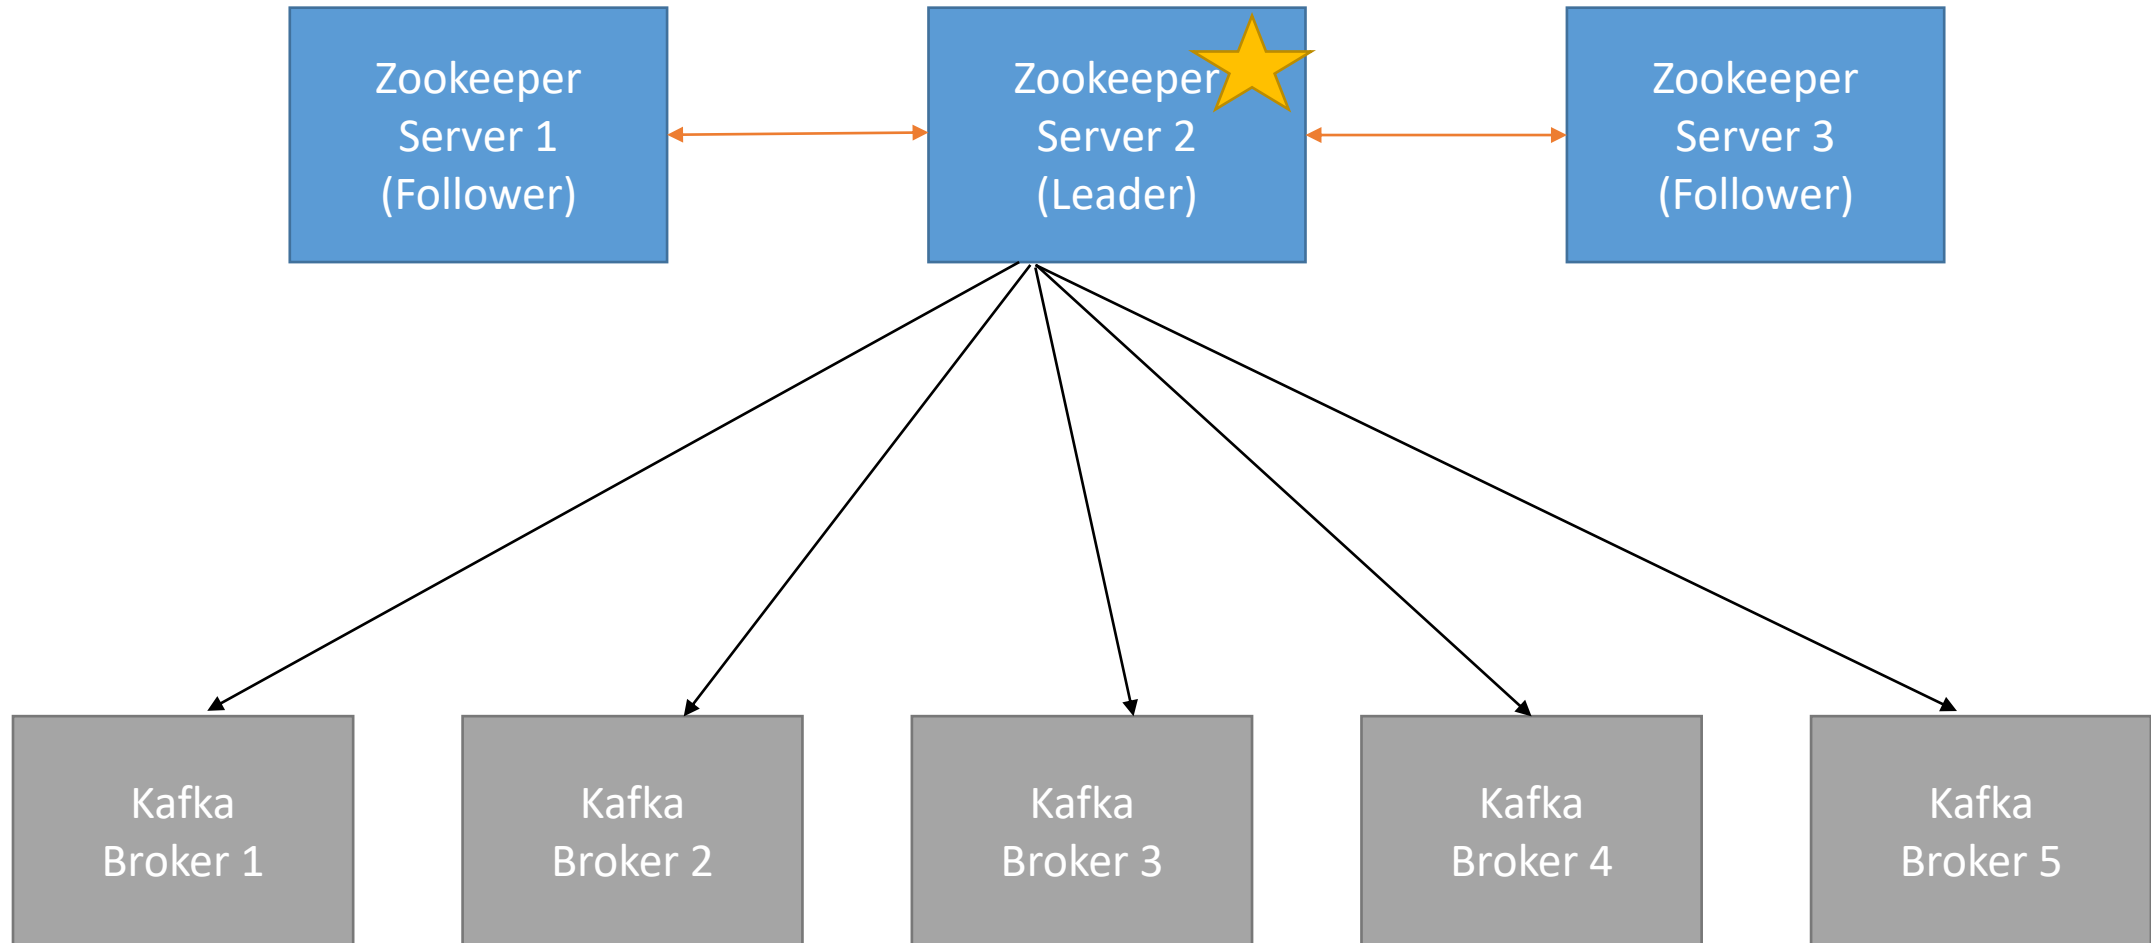 Zookeeper
Server 1
(Follower)
Zookeeper
Server 2
(Leader)
Zookeeper
Server 3
(Follower)
Kafka
Broker 1
Kafka
Broker 2
Kafka
Broker 3
Kafka
Broker 4
Kafka
Broker 5